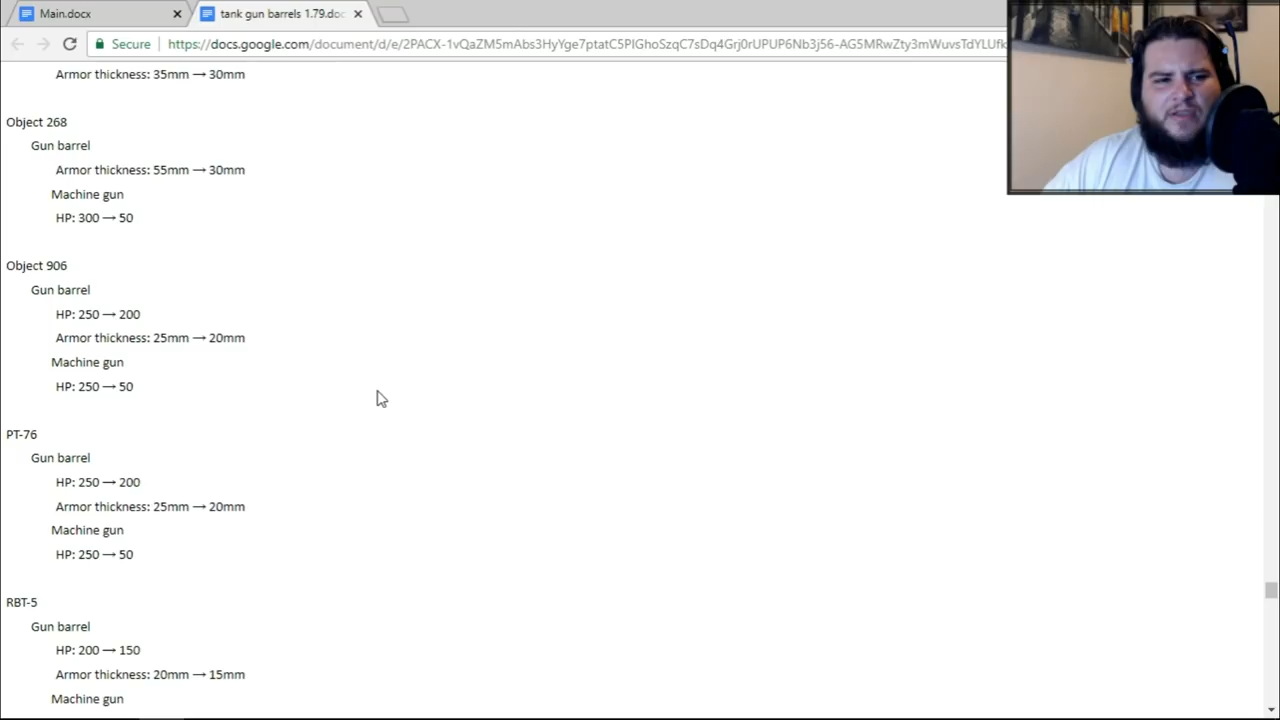 Main.docx
tank gun barrels 1.79.doc
Secure
https://docs.google.com/document/d/e/2PACX-1vQaZM5mAbs3HyYge7ptatC5PIGhoSzqC7sDq4Grj0rUPUP6Nb3j56-AG5MRwZty3mWuvsTdYLUfk
Armor thickness: 35mm → 30mm
Object 268
Gun barrel
Armor thickness: 55mm → 30mm
Machine gun
HP: 300 → 50
Object 906
Gun barrel
HP: 250 → 200
Armor thickness: 25mm → 20mm
Machine gun
HP: 250 → 50
PT-76
Gun barrel
HP: 250 → 200
Armor thickness: 25mm → 20mm
Machine gun
HP: 250 → 50
RBT-5
Gun barrel
HP: 200 → 150
Armor thickness: 20mm → 15mm
Machine gun